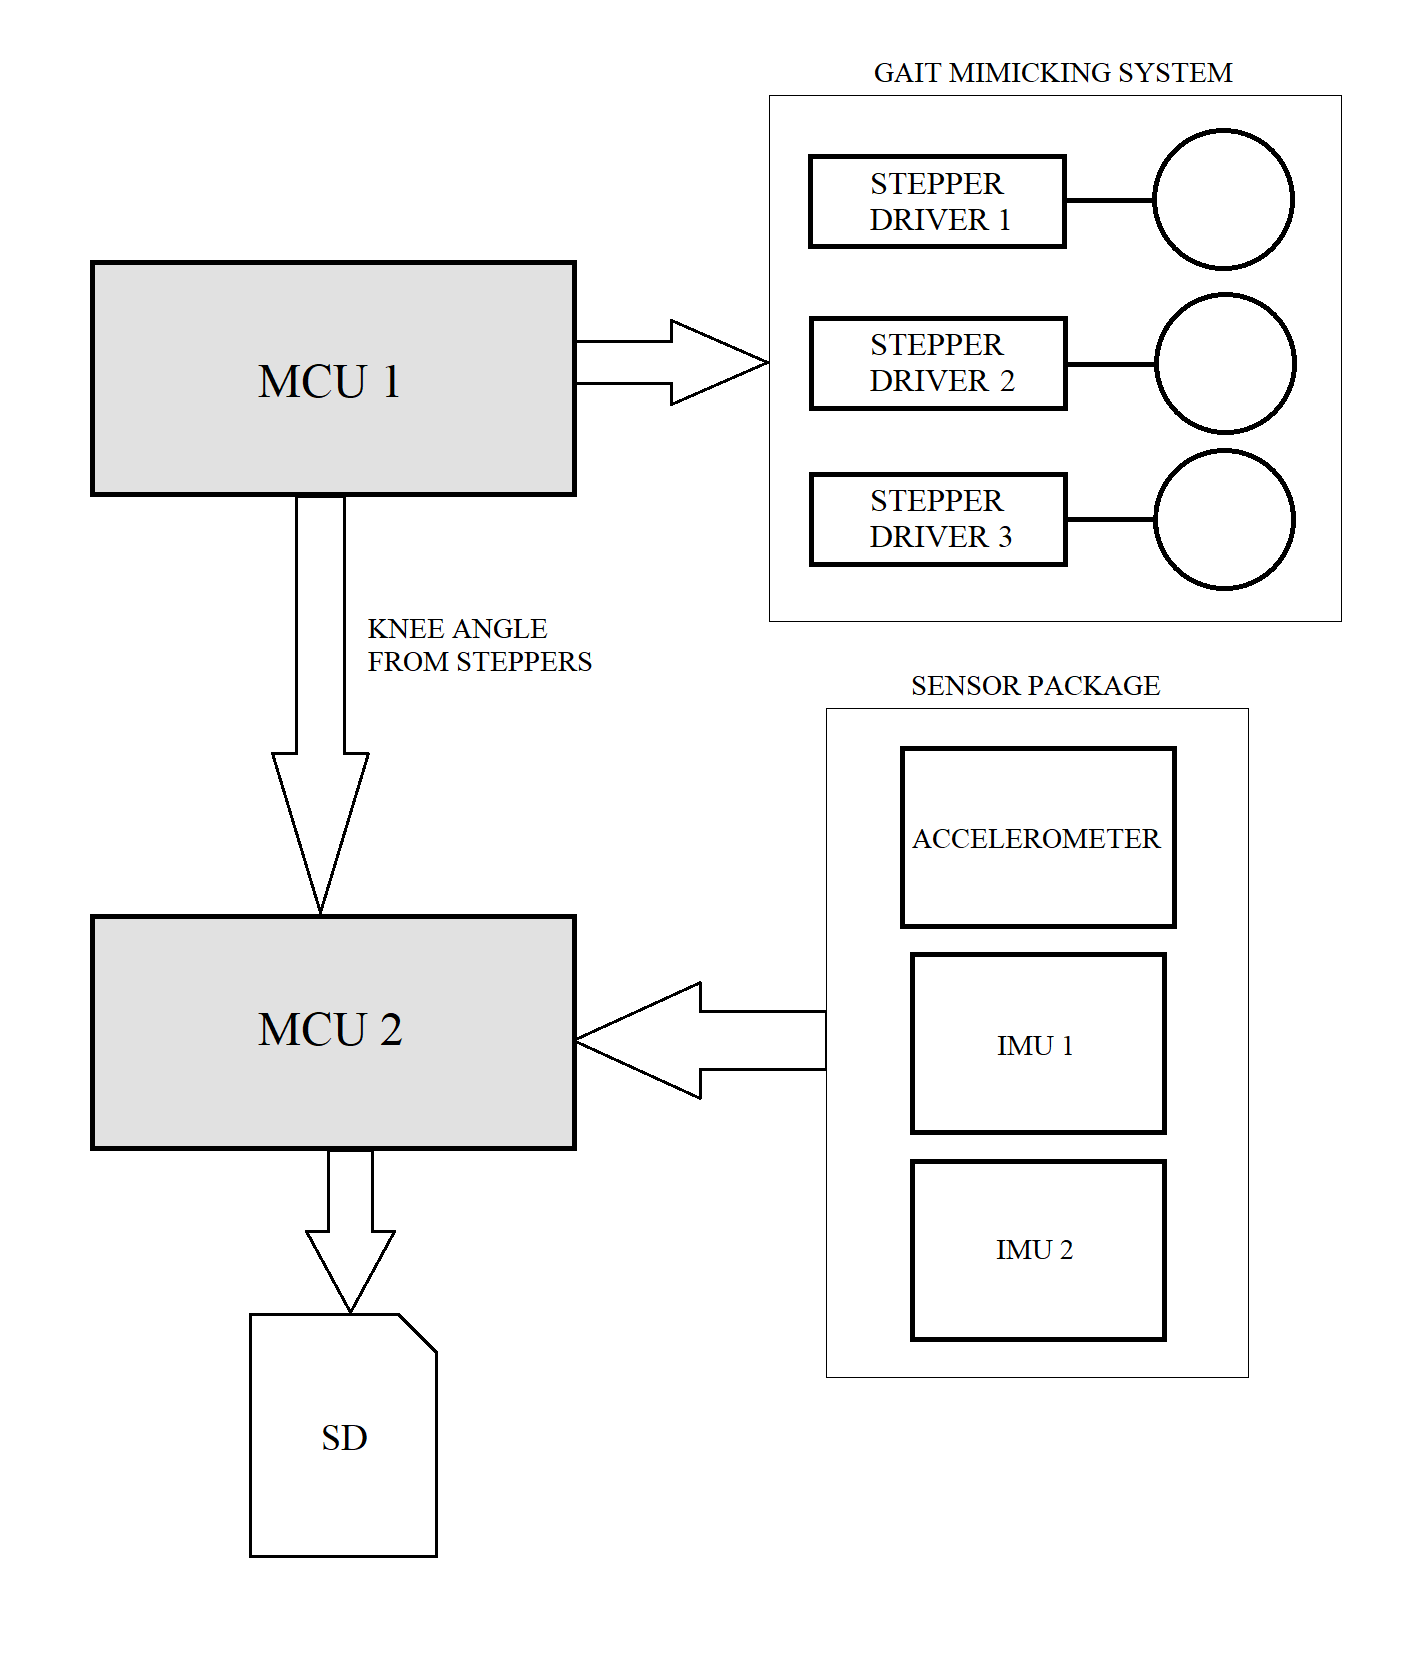 GAIT MIMICKING SYSTEM
STEPPER
DRIVER 1
STEPPER
DRIVER 2
STEPPER
DRIVER 3
MCU 1
KNEE ANGLE
FROM STEPPERS
SENSOR PACKAGE
ACCELEROMETER
IMU 1
IMU 2
MCU 2
SD